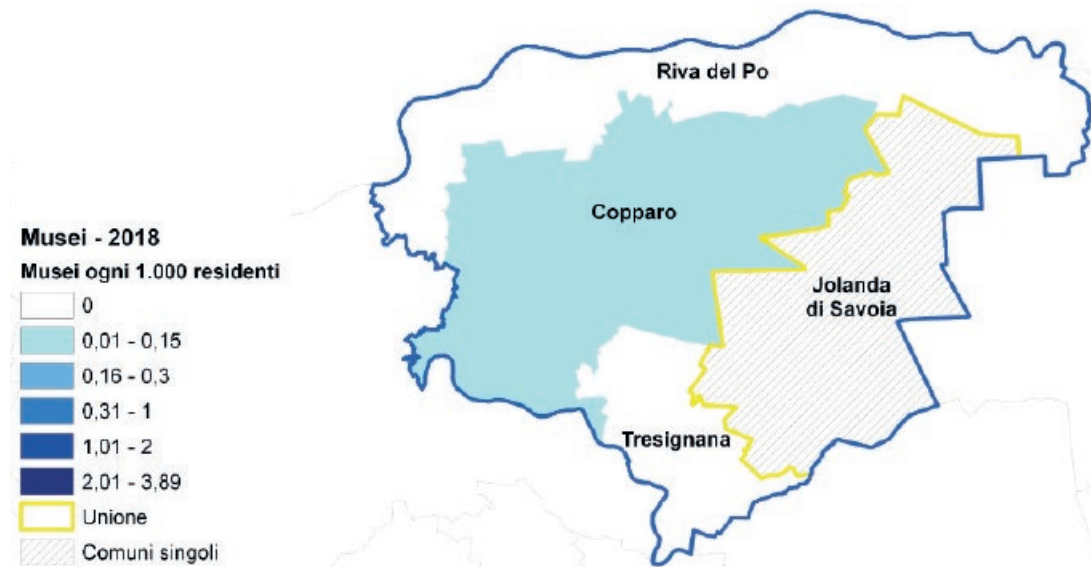 Riva del Po
Copparo
Jolanda
di Savoia
Tresignana
Musei - 2018
Musei ogni 1.000 residenti
0
0,01 - 0,15
0,16 - 0,3
0,31 - 1
1,01 - 2
2,01 - 3,89
Unione
Comuni singoli